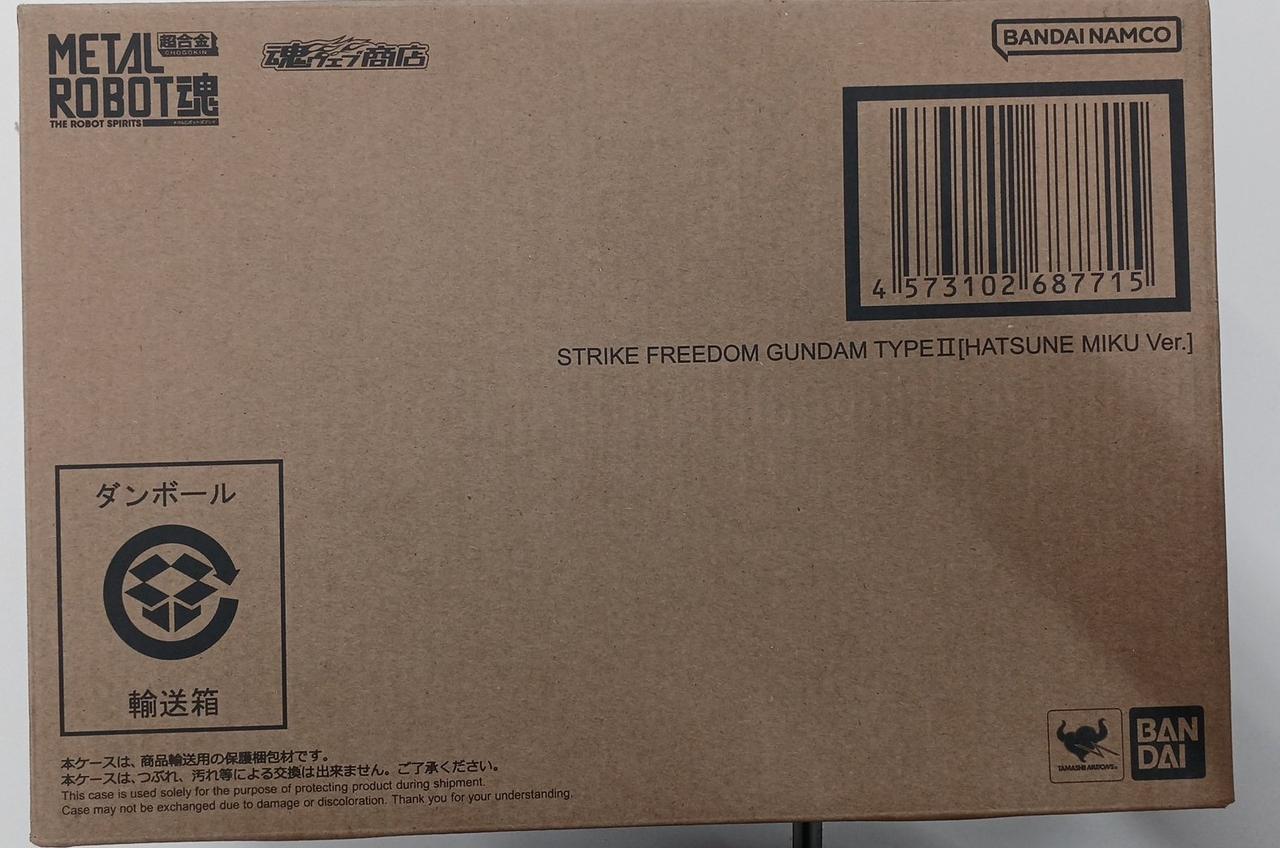 METAL 超合金
CHOGOKIN
ROBOT魂
THE ROBOT SPIRITS
魂ウェブ商店
BANDAI NAMCO
4 573102 687715
STRIKE FREEDOM GUNDAM TYPEⅡ[HATSUNE MIKU Ver.]
ダンボール
輸送箱
本ケースは、商品輸送用の保護梱包材です。
本ケースは、つぶれ、汚れ等による交換は出来ません。ご了承ください。
This case is used solely for the purpose of protecting product during shipment.
Case may not be exchanged due to damage or discoloration. Thank you for your understanding.
TAMASHII NATIONS
BAN
DAI